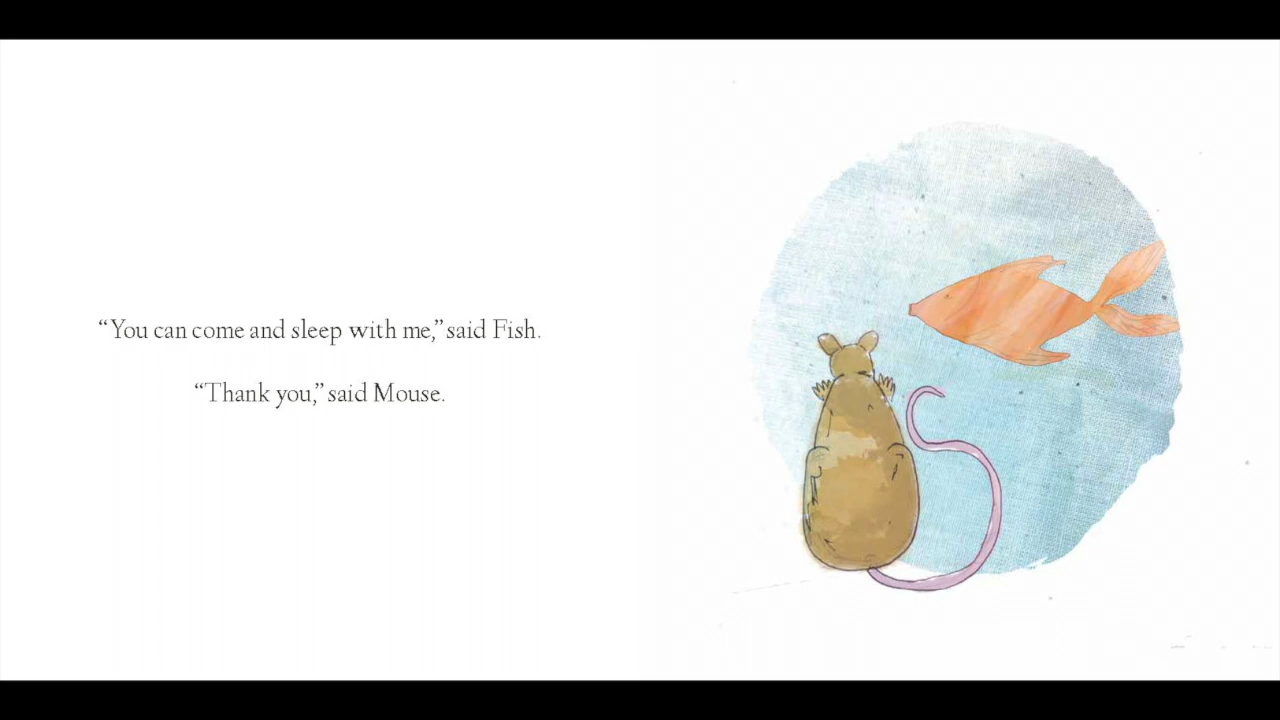 “You can come and sleep with me,” said Fish.
“Thank you,” said Mouse.